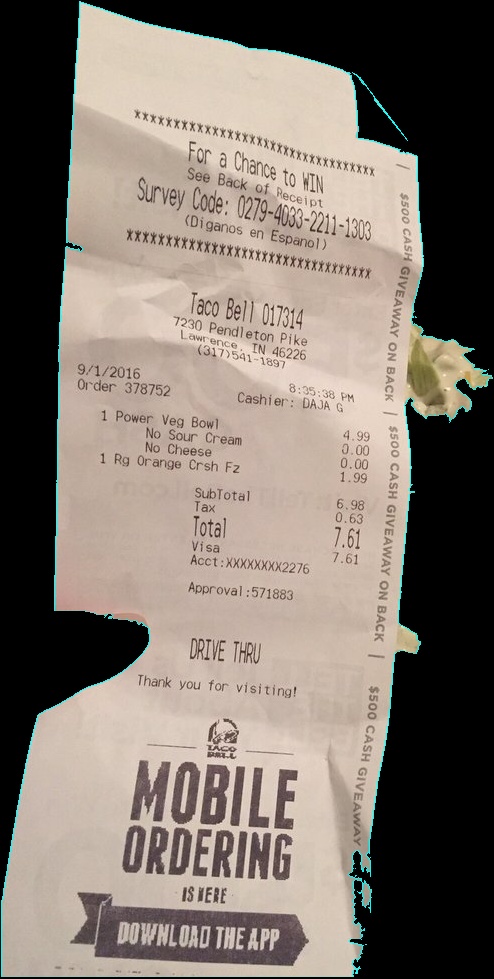 xxxxxxxxxxxxxxxxxxxxxxxxxxxxxxxx
For a Chance to WIN
See Back of Receipt
Survey Code: 0279-4033-2211-1303
(Diganos en Espanol)
xxxxxxxxxxxxxxxxxxxxxxxxxxxxxxxx
Taco Bell 017314
7230 Pendleton Pike
Lawrence, IN 46226
(317)541-1897
9/1/2016 8:35:38 PM
Order 378752 Cashier: DAJA G
1 Power Veg Bowl 4.99
No Sour Cream 0.00
No Cheese 0.00
1 Rg Orange Crsh Fz 1.99
SubTotal 6.98
Tax 0.63
Total 7.61
Visa 7.61
Acct:XXXXXXXX2276
Approval:571883
DRIVE THRU
Thank you for visiting!
TACO
BELL
MOBILE
ORDERING
IS HERE
DOWNLOAD THE APP
| $500 CASH GIVEAWAY ON BACK | $500 CASH GIVEAWAY ON BACK | $500 CASH GIVEAWAY